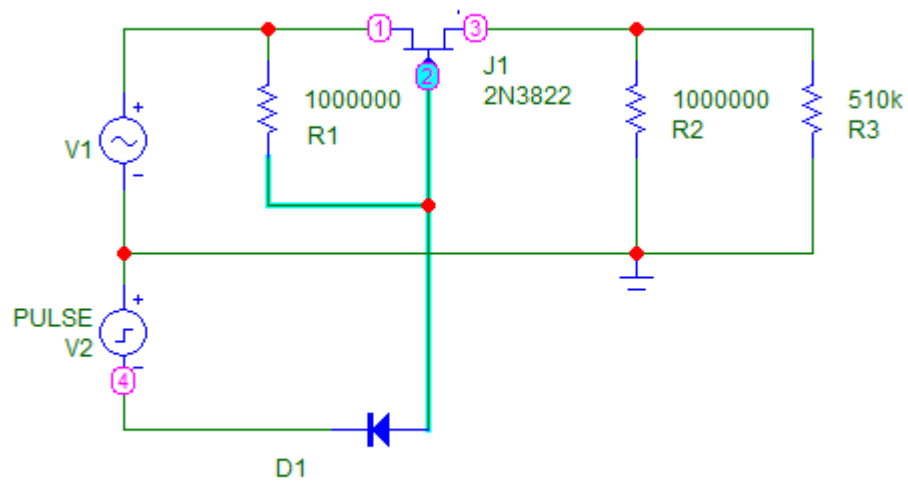 1
3
J1
2N3822
2
1000000
R1
1000000
R2
510k
R3
+
V1
-
+
PULSE
V2
-
4
D1